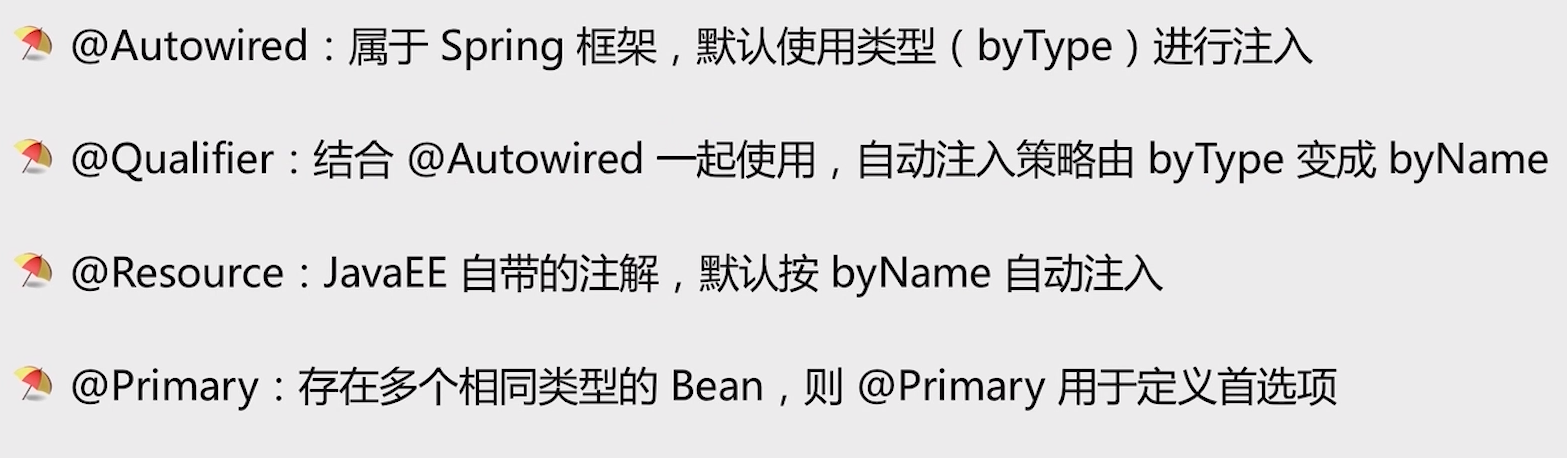 @Autowired：属于 Spring 框架，默认使用类型（byType）进行注入
@Qualifier：结合 @Autowired 一起使用，自动注入策略由 byType 变成 byName
@Resource：JavaEE 自带的注解，默认按 byName 自动注入
@Primary：存在多个相同类型的 Bean，则 @Primary 用于定义首选项